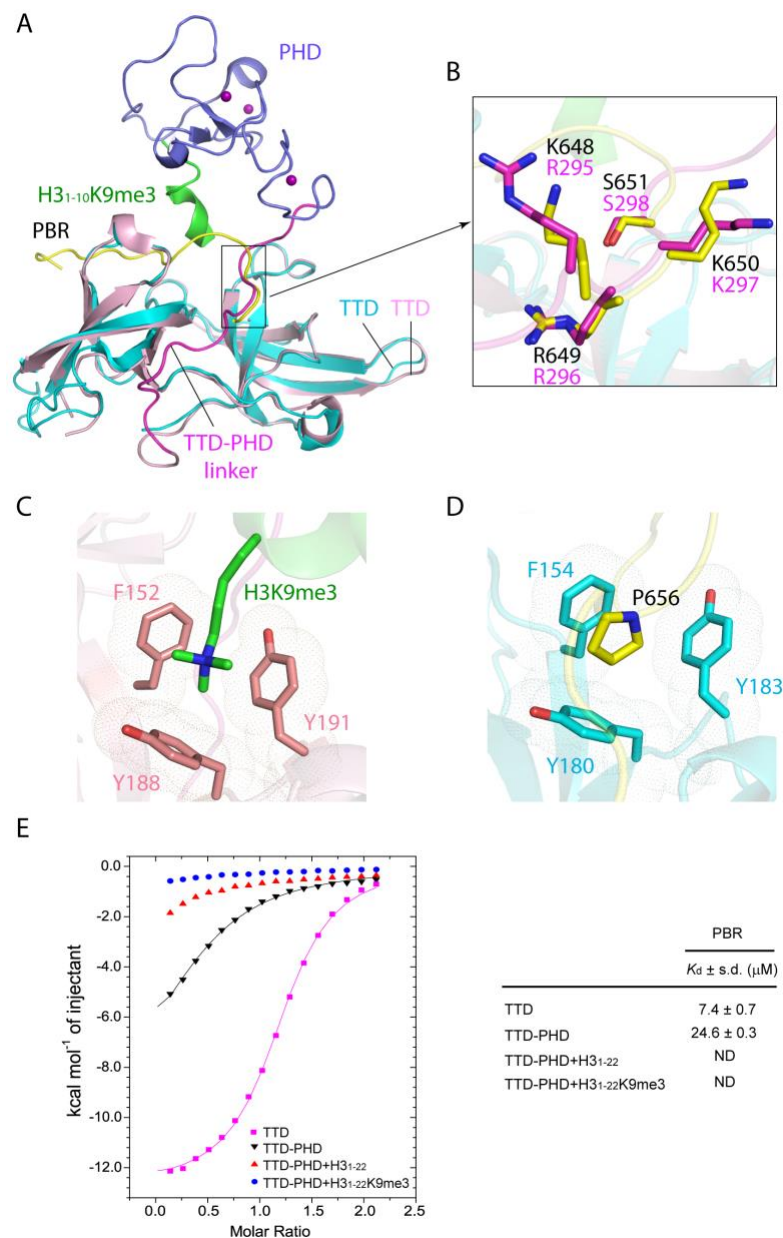 A
PHD
H3₁₋₁₀K9me3
PBR
TTD TTD
TTD-PHD
linker
B
K648
R295
S651
S298
K650
K297
R649
R296
C
F152
H3K9me3
Y191
Y188
D
F154
P656
Y183
Y180
E
kcal mol⁻¹ of injectant
0.0
-2.0
-4.0
-6.0
-8.0
-10.0
-12.0
TTD
TTD-PHD
TTD-PHD+H3₁₋₂₂
TTD-PHD+H3₁₋₂₂K9me3
0.0 0.5 1.0 1.5 2.0 2.5
Molar Ratio
PBR
Kd ± s.d. (μM)
TTD 7.4 ± 0.7
TTD-PHD 24.6 ± 0.3
TTD-PHD+H3₁₋₂₂ ND
TTD-PHD+H3₁₋₂₂K9me3 ND